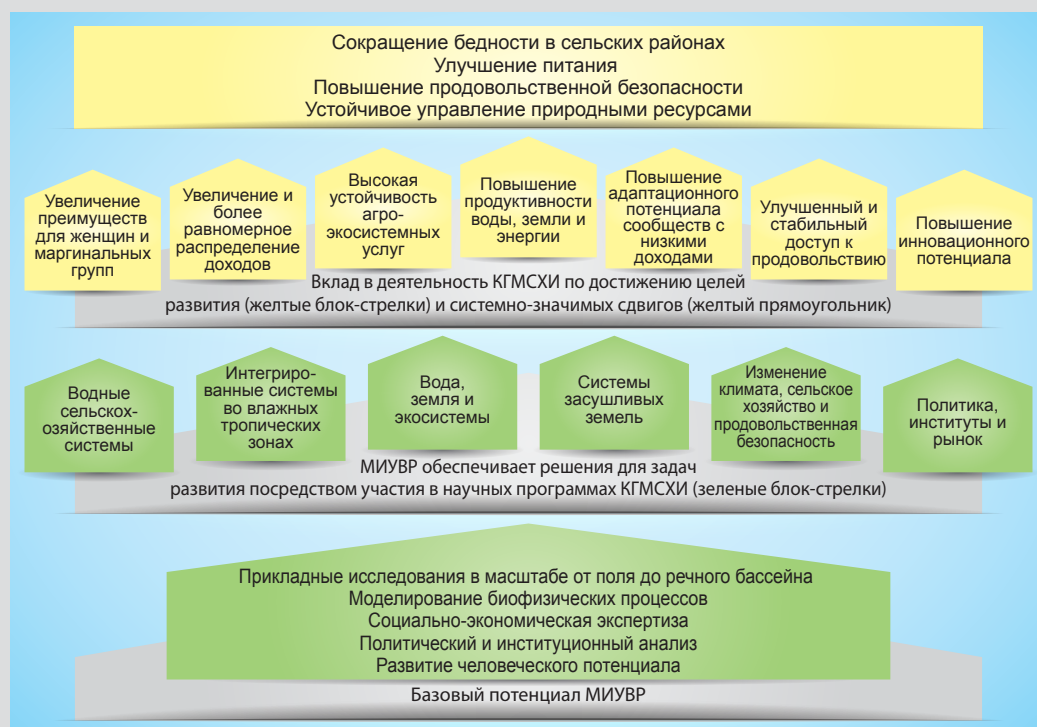 Сокращение бедности в сельских районах
Улучшение питания
Повышение продовольственной безопасности
Устойчивое управление природными ресурсами
Увеличение
преимуществ
для женщин и
маргинальных
групп
Увеличение и
более
равномерное
распределение
доходов
Высокая
устойчивость
агро-
экосистемных
услуг
Повышение
продуктивности
воды, земли и
энергии
Повышение
адаптационного
потенциала
сообществ с
низкими
доходами
Улучшенный и
стабильный
доступ к
продовольствию
Повышение
инновационного
потенциала
Вклад в деятельность КГМСХИ по достижению целей
развития (желтые блок-стрелки) и системно-значимых сдвигов (желтый прямоугольник)
Водные
сельскох-
озяйственные
системы
Интегриро-
ванные системы
во влажных
тропических
зонах
Вода,
земля и
экосистемы
Системы
засушливых
земель
Изменение
климата, сельское
хозяйство и
продовольственная
безопасность
Политика,
институты и
рынок
МИУВР обеспечивает решения для задач
развития посредством участия в научных программах КГМСХИ (зеленые блок-стрелки)
Прикладные исследования в масштабе от поля до речного бассейна
Моделирование биофизических процессов
Социально-экономическая экспертиза
Политический и институционный анализ
Развитие человеческого потенциала
Базовый потенциал МИУВР